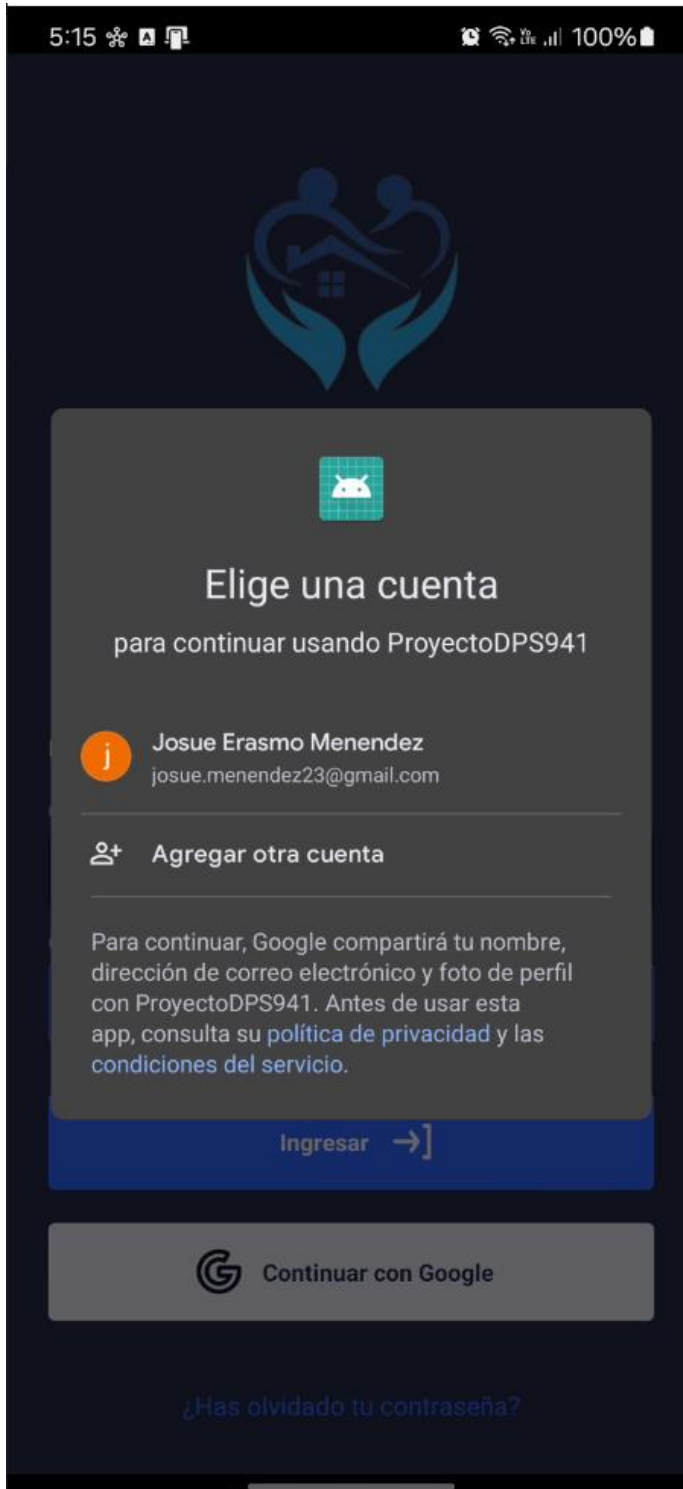 5:15 100%
Elige una cuenta
para continuar usando ProyectoDPS941
j
Josue Erasmo Menendez
josue.menendez23@gmail.com
Agregar otra cuenta
Para continuar, Google compartirá tu nombre,
dirección de correo electrónico y foto de perfil
con ProyectoDPS941. Antes de usar esta
app, consulta su política de privacidad y las
condiciones del servicio.
Ingresar
Continuar con Google
¿Has olvidado tu contraseña?